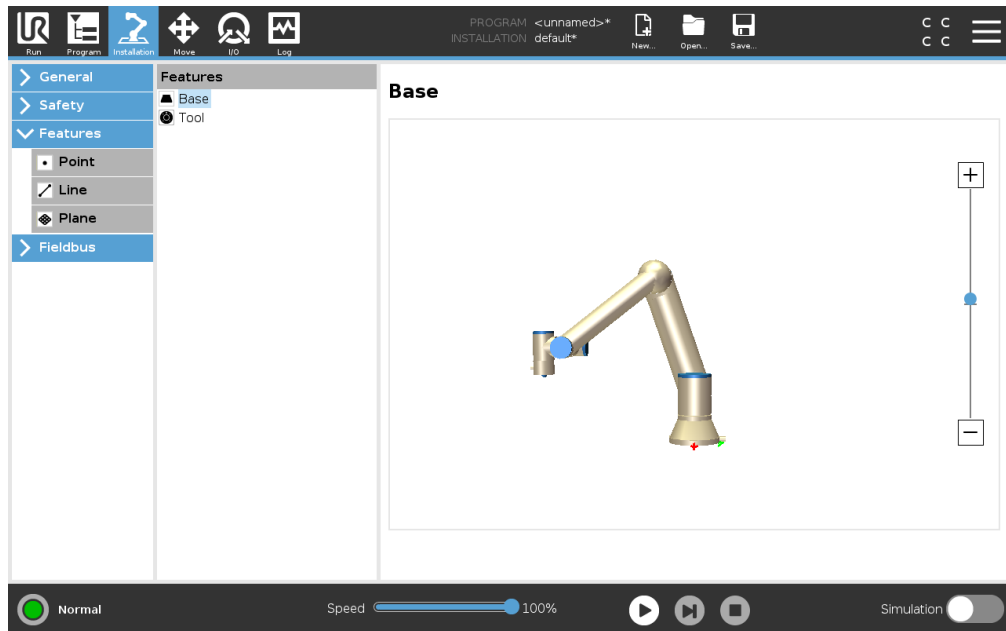 UR
Run
Program
Installation
Move
I/O
Log
PROGRAM <unnamed>*
INSTALLATION default*
New...
Open...
Save...
C C
C C
General
Safety
Features
Point
Line
Plane
Fieldbus
Features
Base
Tool
Base
+
−
Normal
Speed 100%
Simulation